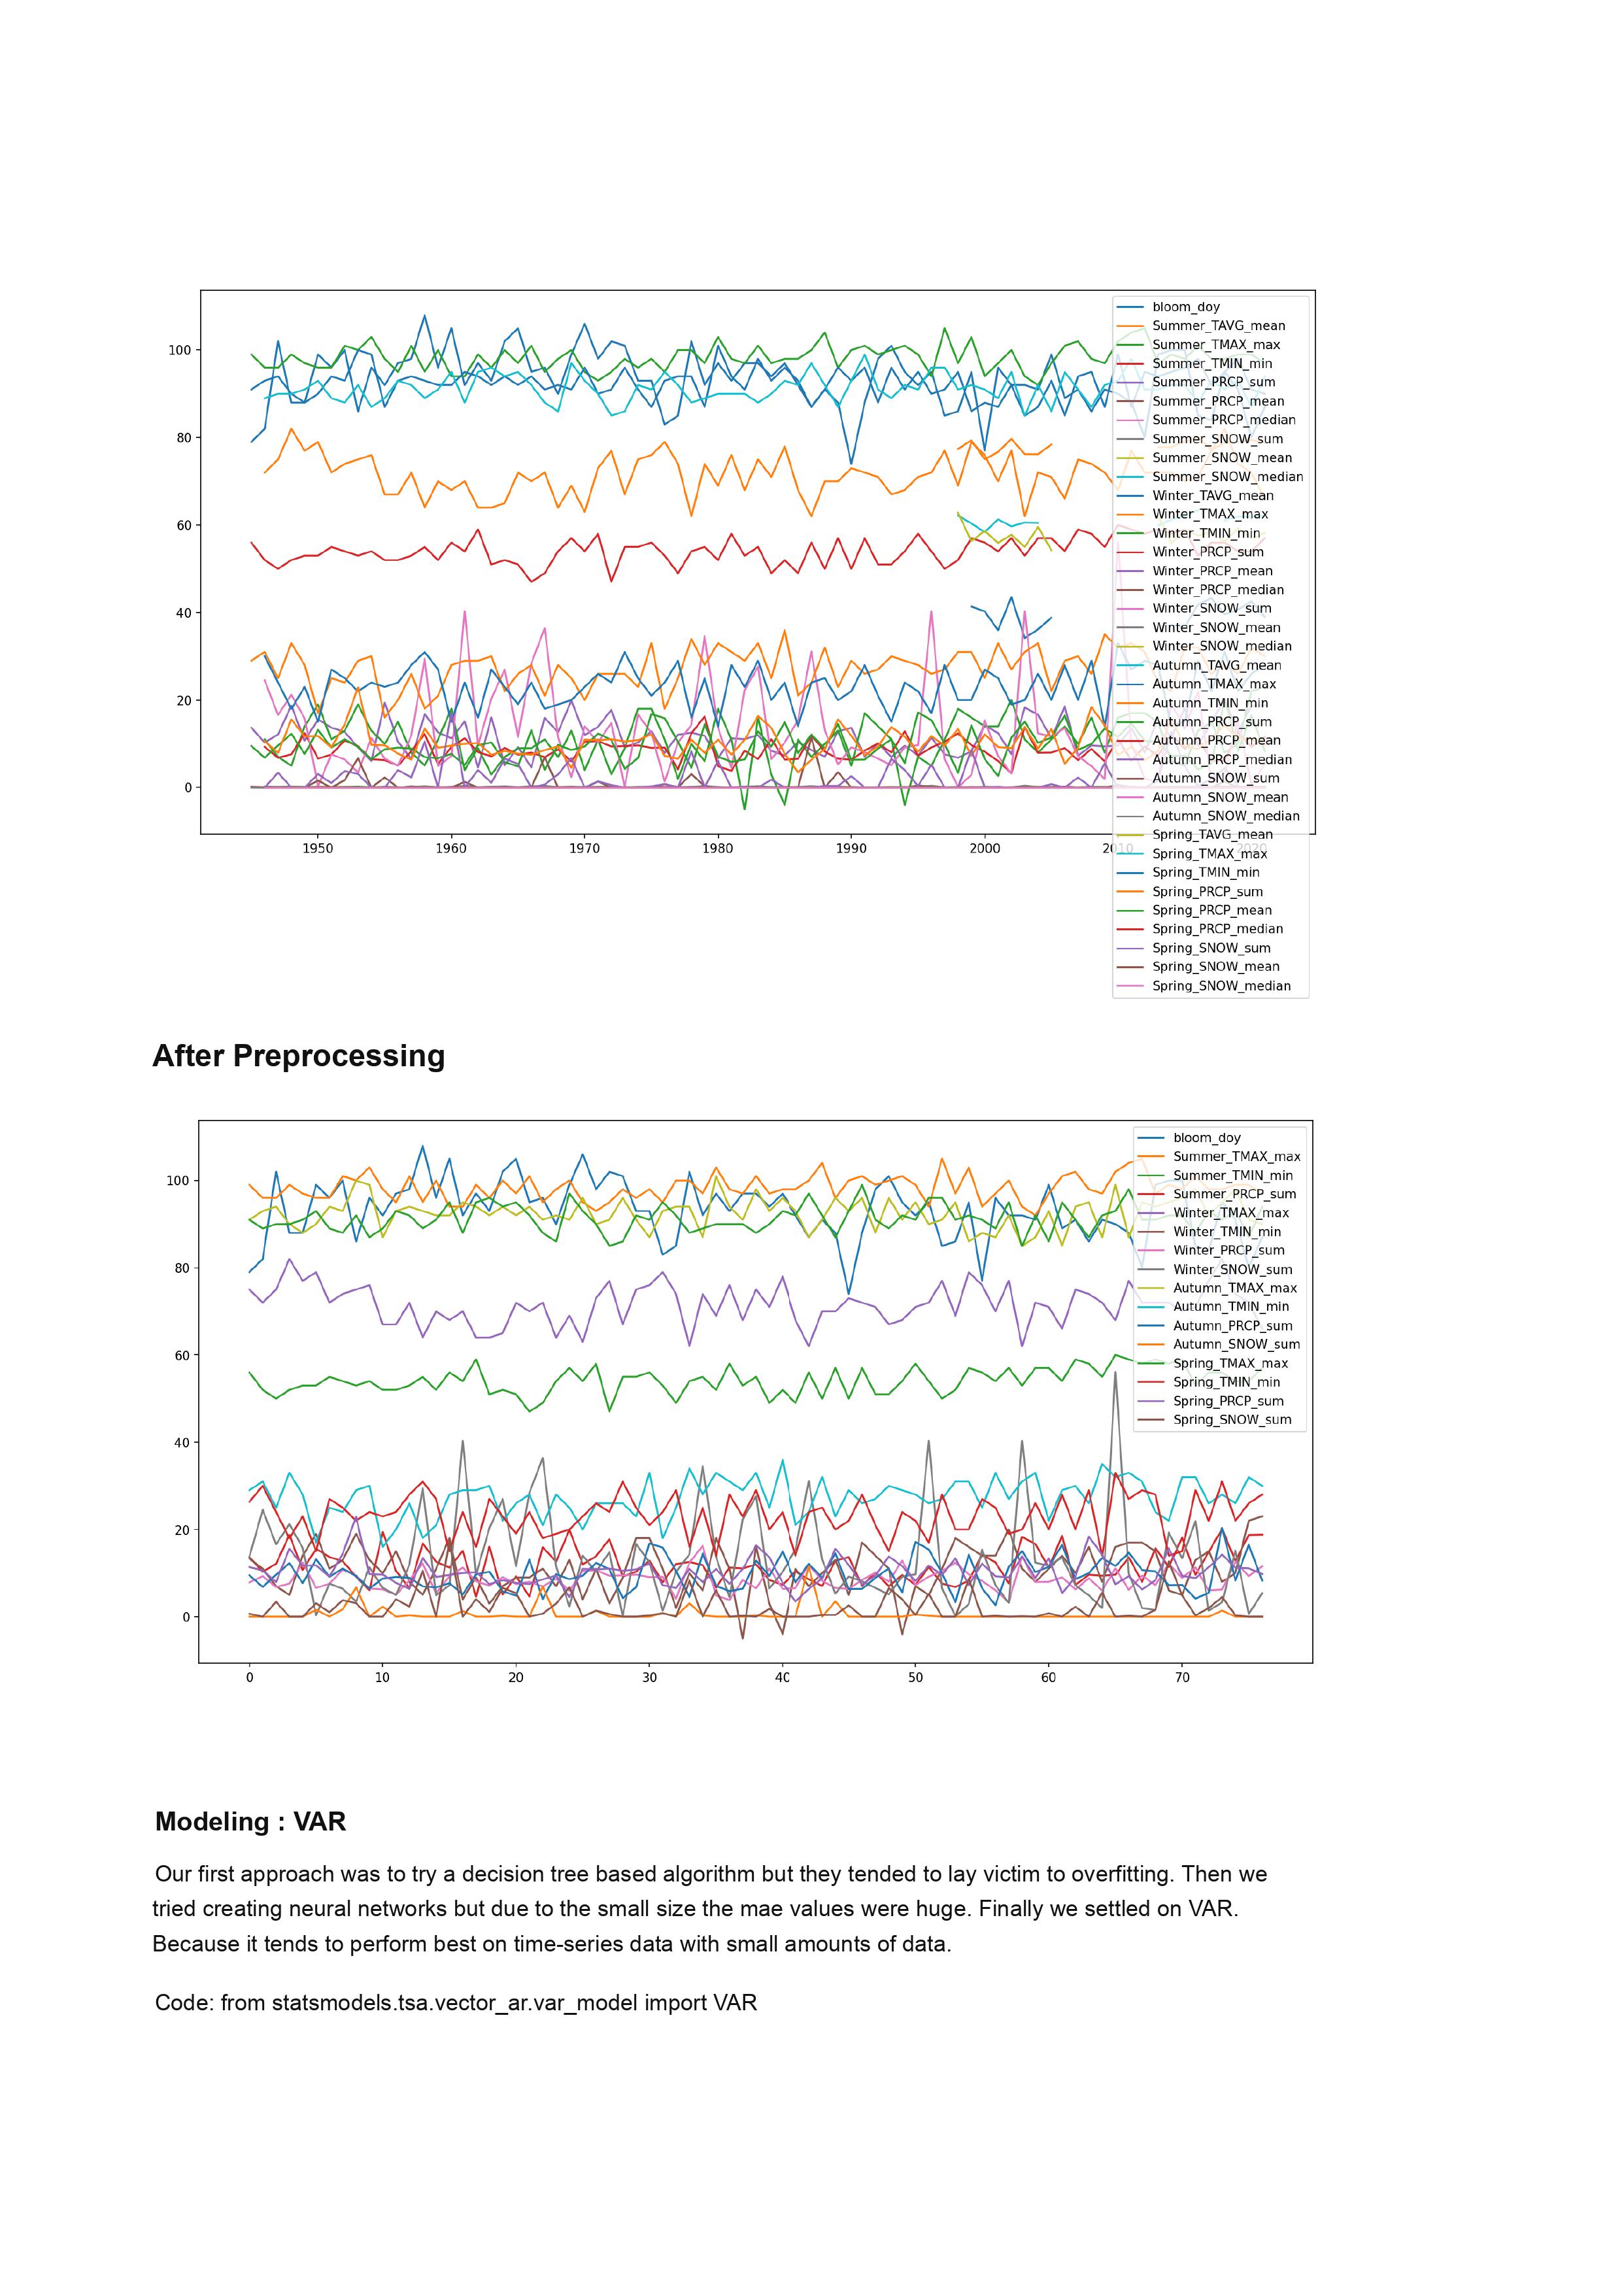 100
80
60
40
20
0
1950
1960
1970
1980
1990
2000
2010
2020
bloom_doy
Summer_TAVG_mean
Summer_TMAX_max
Summer_TMIN_min
Summer_PRCP_sum
Summer_PRCP_mean
Summer_PRCP_median
Summer_SNOW_sum
Summer_SNOW_mean
Summer_SNOW_median
Winter_TAVG_mean
Winter_TMAX_max
Winter_TMIN_min
Winter_PRCP_sum
Winter_PRCP_mean
Winter_PRCP_median
Winter_SNOW_sum
Winter_SNOW_mean
Winter_SNOW_median
Autumn_TAVG_mean
Autumn_TMAX_max
Autumn_TMIN_min
Autumn_PRCP_sum
Autumn_PRCP_mean
Autumn_PRCP_median
Autumn_SNOW_sum
Autumn_SNOW_mean
Autumn_SNOW_median
Spring_TAVG_mean
Spring_TMAX_max
Spring_TMIN_min
Spring_PRCP_sum
Spring_PRCP_mean
Spring_PRCP_median
Spring_SNOW_sum
Spring_SNOW_mean
Spring_SNOW_median
After Preprocessing
100
80
60
40
20
0
0
10
20
30
40
50
60
70
bloom_doy
Summer_TMAX_max
Summer_TMIN_min
Summer_PRCP_sum
Winter_TMAX_max
Winter_TMIN_min
Winter_PRCP_sum
Winter_SNOW_sum
Autumn_TMAX_max
Autumn_TMIN_min
Autumn_PRCP_sum
Autumn_SNOW_sum
Spring_TMAX_max
Spring_TMIN_min
Spring_PRCP_sum
Spring_SNOW_sum
Modeling : VAR
Our first approach was to try a decision tree based algorithm but they tended to lay victim to overfitting. Then we
tried creating neural networks but due to the small size the mae values were huge. Finally we settled on VAR.
Because it tends to perform best on time-series data with small amounts of data.
Code: from statsmodels.tsa.vector_ar.var_model import VAR